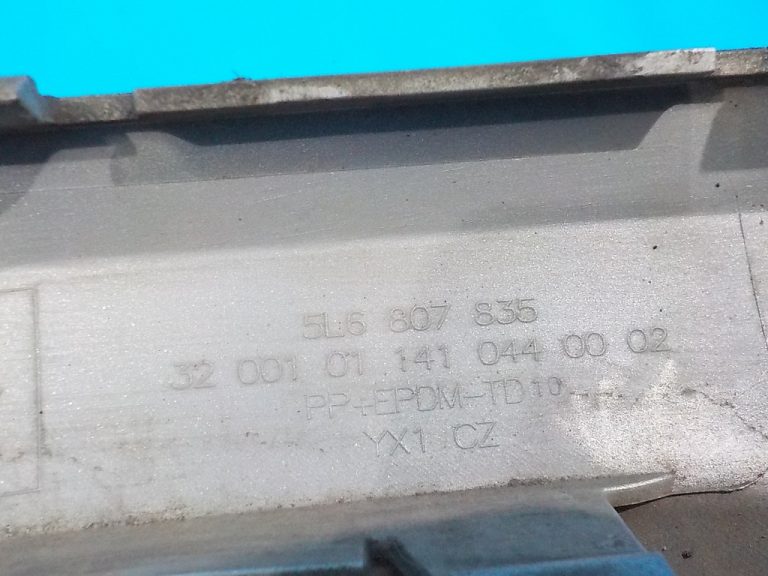 5L6 807 835
32 001 01 141 044 00 02
PP+EPDM-TD10
YX1 CZ